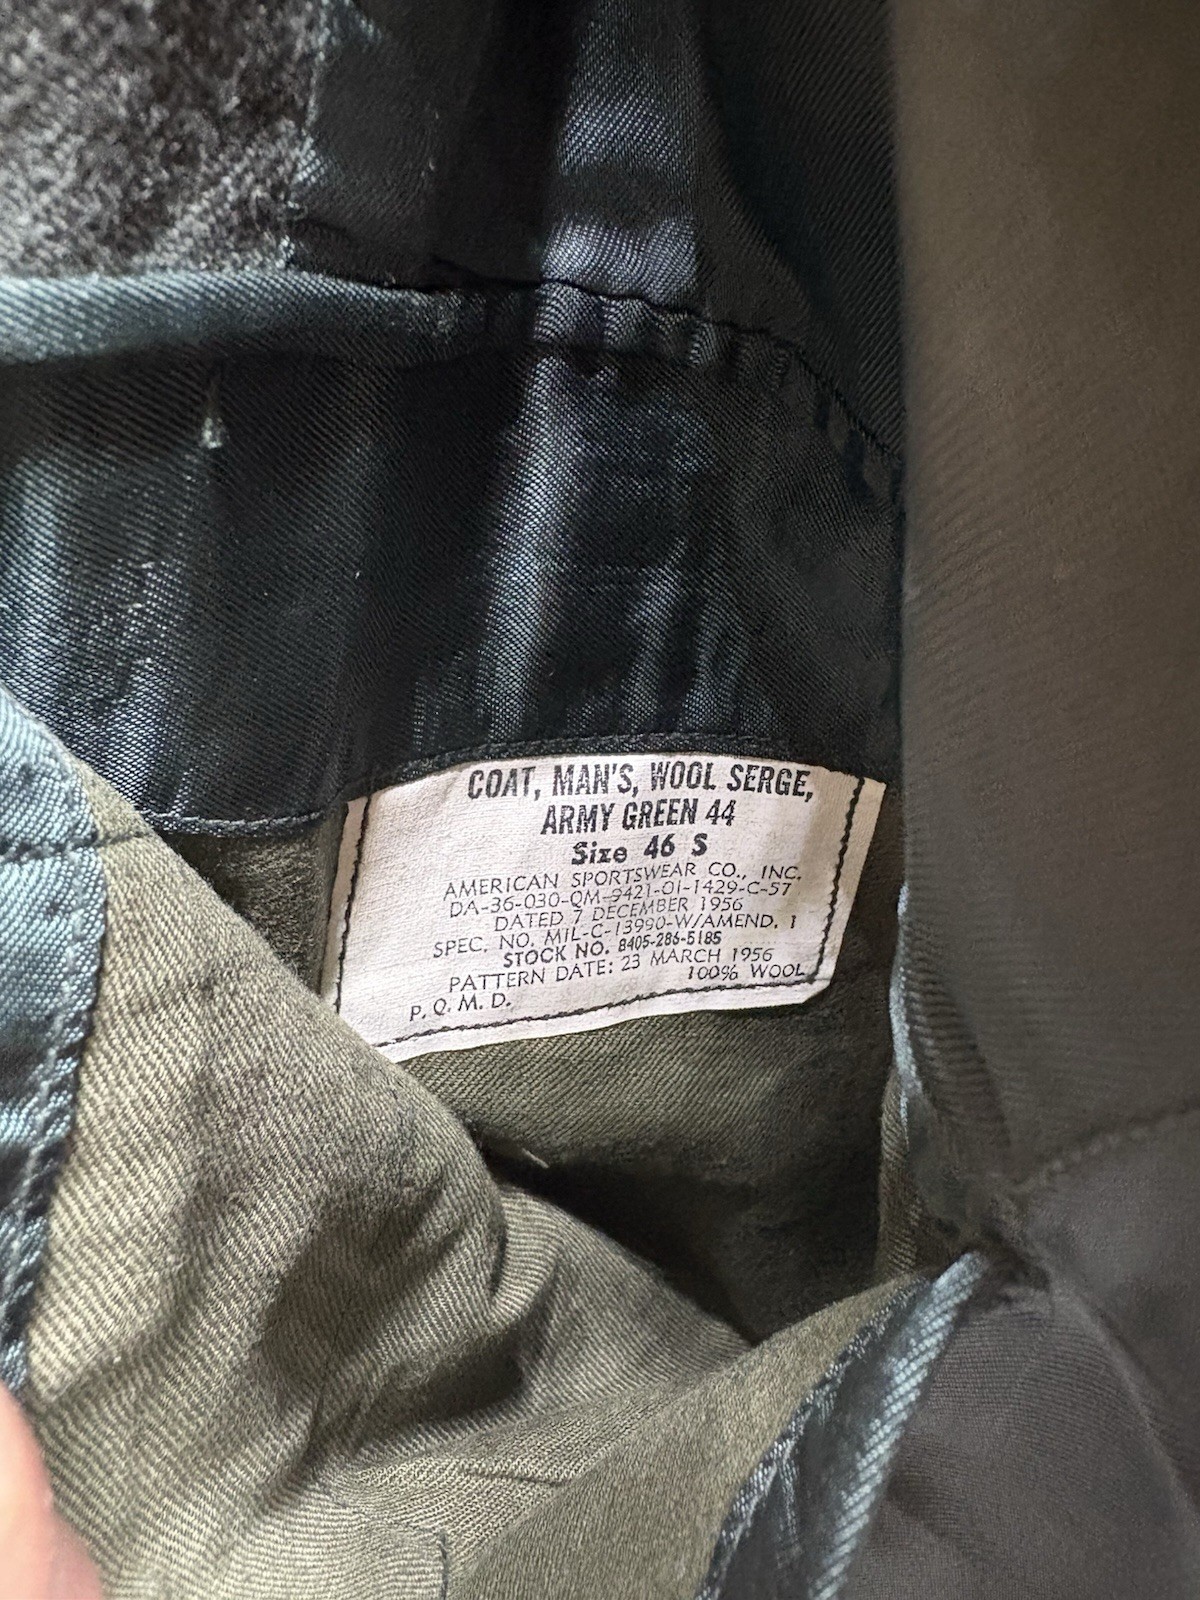 COAT, MAN'S, WOOL SERGE,
ARMY GREEN 44
Size 46 S
AMERICAN SPORTSWEAR CO., INC.
DA-36-030-QM-9421-OI-1429-C-57
DATED 7 DECEMBER 1956
SPEC. NO. MIL-C-13990-W/AMEND. 1
STOCK NO. 8405-286-5185
PATTERN DATE: 23 MARCH 1956
100% WOOL
P. Q. M. D.